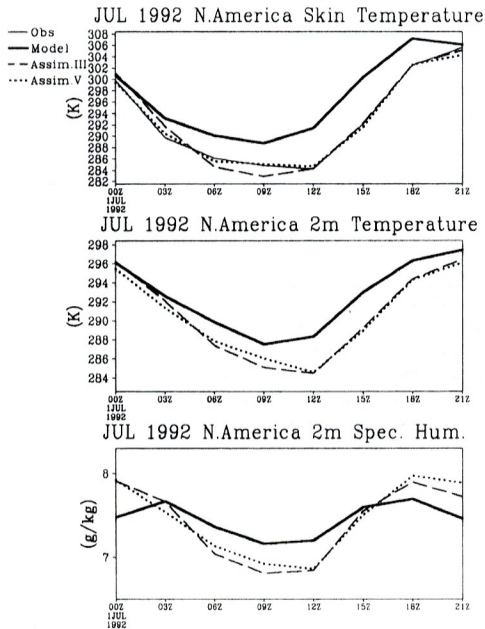 JUL 1992 N.America Skin Temperature
Obs
Model
Assim.III
Assim.V
308
306
304
302
300
298
296
294
292
290
288
286
284
282
(K)
00Z 03Z 06Z 09Z 12Z 15Z 18Z 21Z
1JUL
1992
JUL 1992 N.America 2m Temperature
298
296
294
292
290
288
286
284
(K)
00Z 03Z 06Z 09Z 12Z 15Z 18Z 21Z
1JUL
1992
JUL 1992 N.America 2m Spec. Hum.
8
7
(g/kg)
00Z 03Z 06Z 09Z 12Z 15Z 18Z 21Z
1JUL
1992